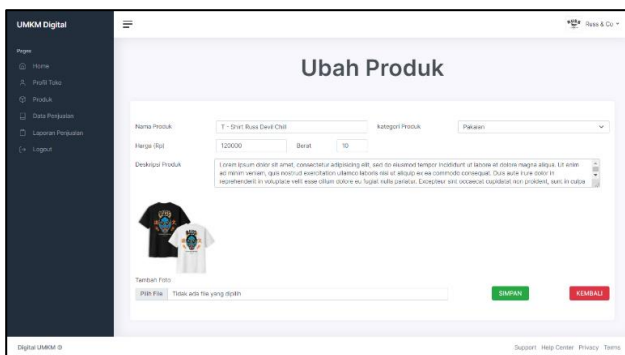 UMKM Digital
Russ & Co
Pages
Home
Profil Toko
Produk
Data Penjualan
Laporan Penjualan
Logout
Ubah Produk
Nama Produk
T - Shirt Russ Devil Chill
kategori Produk
Pakaian
Harga (Rp)
120000
Berat
10
Deskripsi Produk
Lorem ipsum dolor sit amet, consectetur adipisicing elit, sed do eiusmod tempor incididunt ut labore et dolore magna aliqua. Ut enim
ad minim veniam, quis nostrud exercitation ullamco laboris nisi ut aliquip ex ea commodo consequat. Duis aute irure dolor in
reprehenderit in voluptate velit esse cillum dolore eu fugiat nulla pariatur. Excepteur sint occaecat cupidatat non proident, sunt in culpa
Tambah Foto
Pilih File
Tidak ada file yang dipilih
SIMPAN
KEMBALI
Digital UMKM ©
Support Help Center Privacy Terms